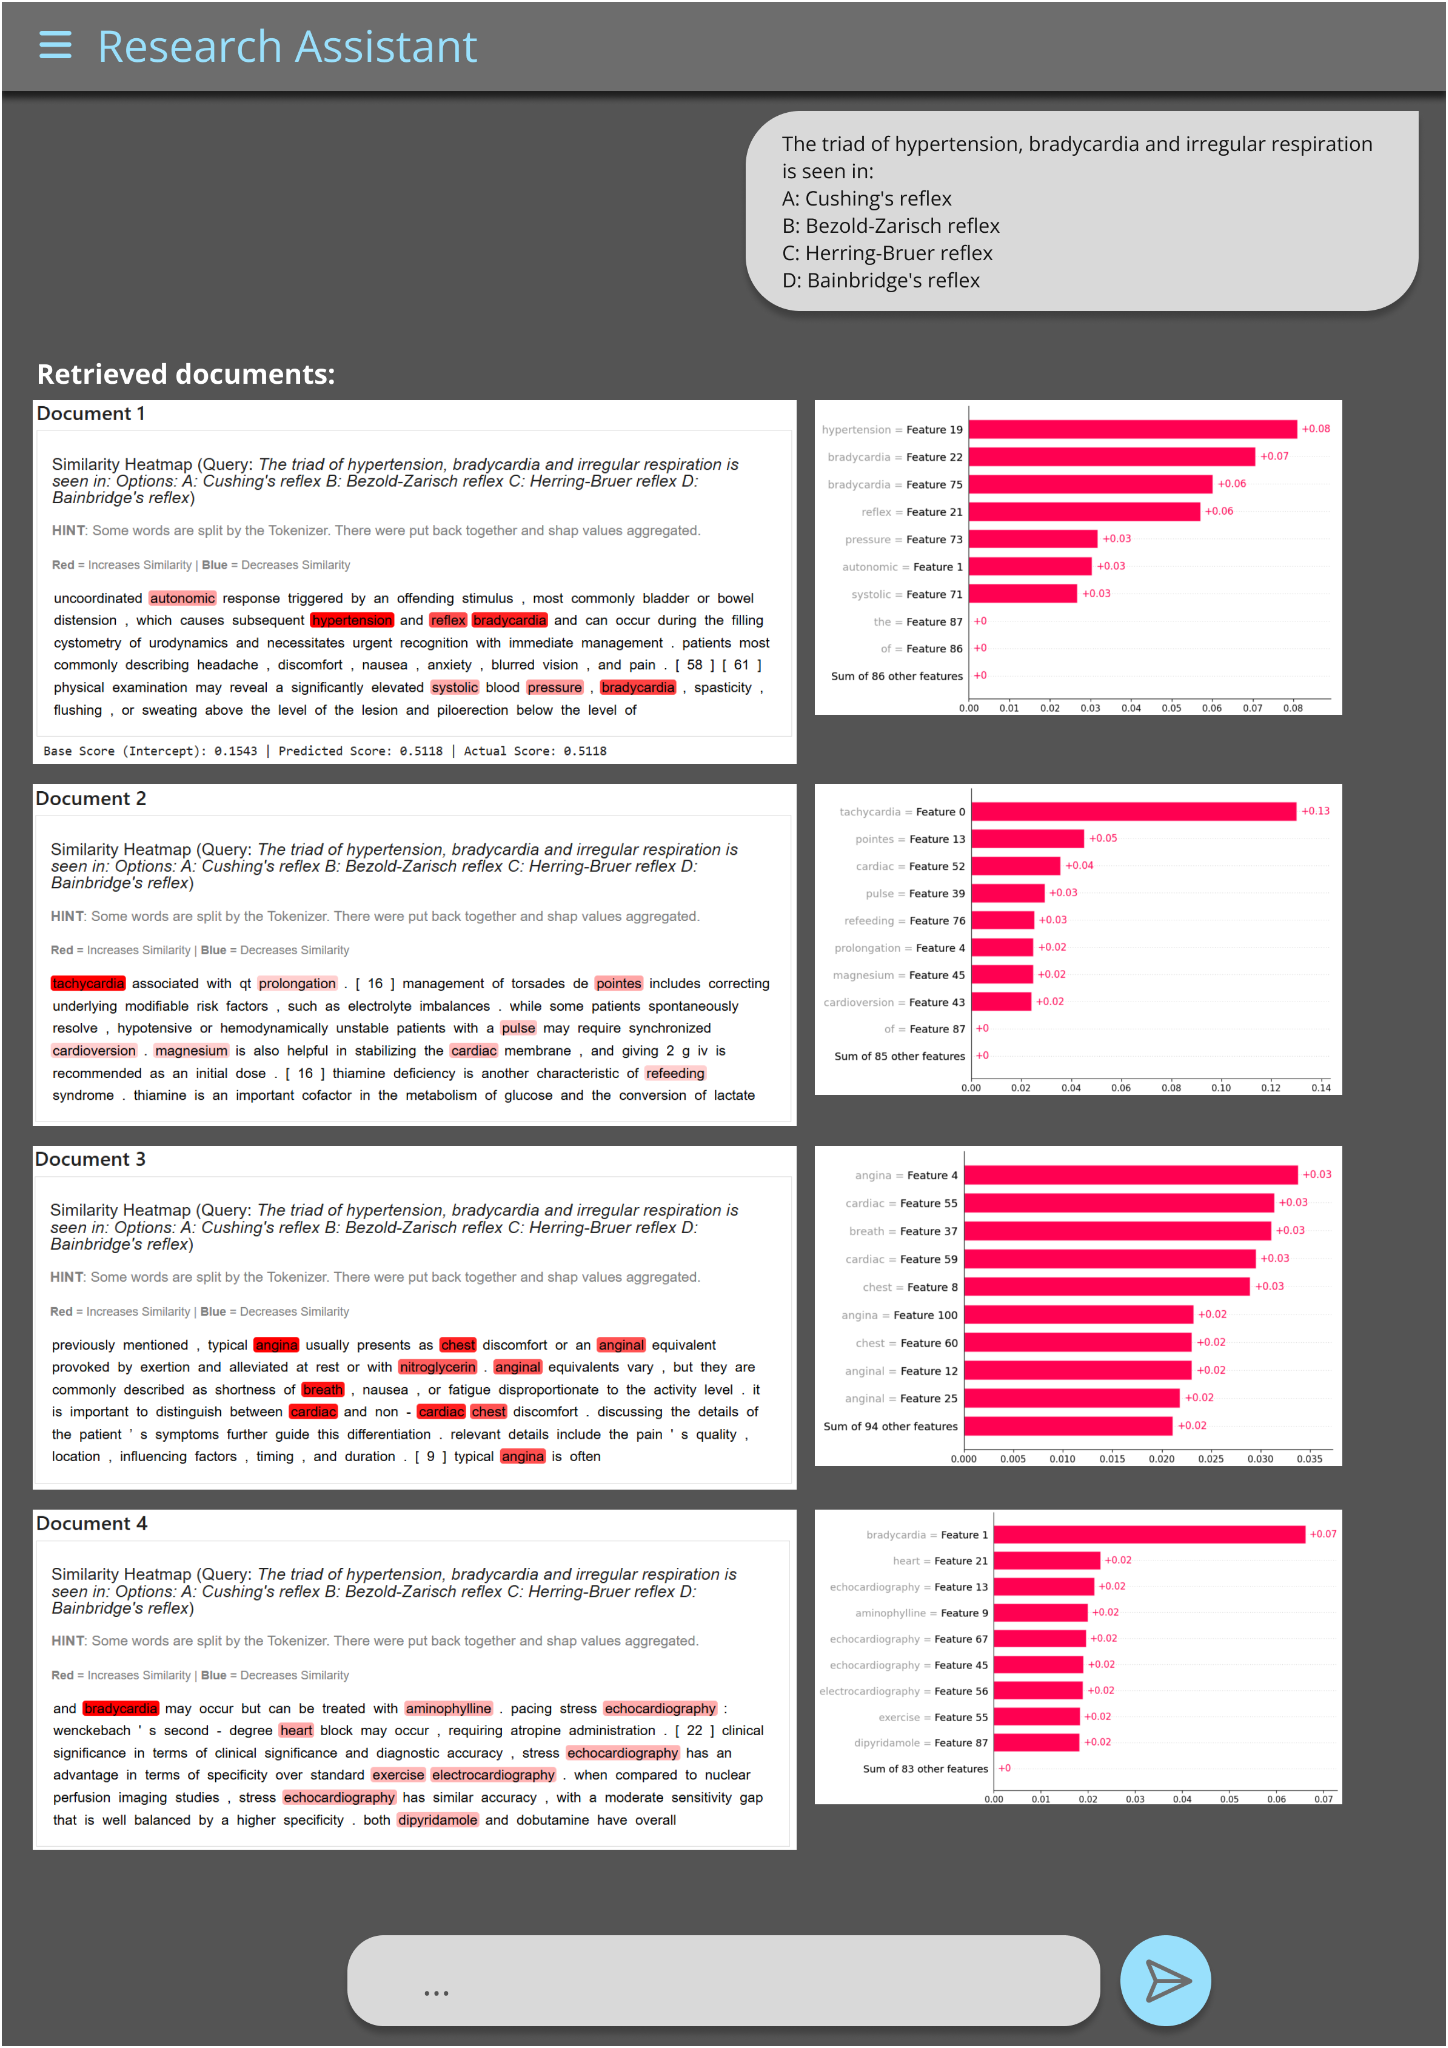 Research Assistant
The triad of hypertension, bradycardia and irregular respiration
is seen in:
A: Cushing's reflex
B: Bezold-Zarisch reflex
C: Herring-Bruer reflex
D: Bainbridge's reflex
Retrieved documents:
Document 1
Similarity Heatmap (Query: The triad of hypertension, bradycardia and irregular respiration is
seen in: Options: A: Cushing's reflex B: Bezold-Zarisch reflex C: Herring-Bruer reflex D:
Bainbridge's reflex)
HINT: Some words are split by the Tokenizer. There were put back together and shap values aggregated.
Red = Increases Similarity | Blue = Decreases Similarity
uncoordinated autonomic response triggered by an offending stimulus , most commonly bladder or bowel
distension , which causes subsequent hypertension and reflex bradycardia and can occur during the filling
cystometry of urodynamics and necessitates urgent recognition with immediate management . patients most
commonly describing headache , discomfort , nausea , anxiety , blurred vision , and pain . [ 58 ] [ 61 ]
physical examination may reveal a significantly elevated systolic blood pressure , bradycardia , spasticity ,
flushing , or sweating above the level of the lesion and piloerection below the level of
Base Score (Intercept): 0.1543 | Predicted Score: 0.5118 | Actual Score: 0.5118
hypertension = Feature 19 +0.08
bradycardia = Feature 22 +0.07
bradycardia = Feature 75 +0.06
reflex = Feature 21 +0.06
pressure = Feature 73 +0.03
autonomic = Feature 1 +0.03
systolic = Feature 71 +0.03
the = Feature 87 +0
of = Feature 86 +0
Sum of 86 other features +0
0.00 0.01 0.02 0.03 0.04 0.05 0.06 0.07 0.08
Document 2
Similarity Heatmap (Query: The triad of hypertension, bradycardia and irregular respiration is
seen in: Options: A: Cushing's reflex B: Bezold-Zarisch reflex C: Herring-Bruer reflex D:
Bainbridge's reflex)
HINT: Some words are split by the Tokenizer. There were put back together and shap values aggregated.
Red = Increases Similarity | Blue = Decreases Similarity
tachycardia associated with qt prolongation . [ 16 ] management of torsades de pointes includes correcting
underlying modifiable risk factors , such as electrolyte imbalances . while some patients spontaneously
resolve , hypotensive or hemodynamically unstable patients with a pulse may require synchronized
cardioversion . magnesium is also helpful in stabilizing the cardiac membrane , and giving 2 g iv is
recommended as an initial dose . [ 16 ] thiamine deficiency is another characteristic of refeeding
syndrome . thiamine is an important cofactor in the metabolism of glucose and the conversion of lactate
tachycardia = Feature 0 +0.13
pointes = Feature 13 +0.05
cardiac = Feature 52 +0.04
pulse = Feature 39 +0.03
refeeding = Feature 76 +0.03
prolongation = Feature 4 +0.02
magnesium = Feature 45 +0.02
cardioversion = Feature 43 +0.02
of = Feature 87 +0
Sum of 85 other features +0
0.00 0.02 0.04 0.06 0.08 0.10 0.12 0.14
Document 3
Similarity Heatmap (Query: The triad of hypertension, bradycardia and irregular respiration is
seen in: Options: A: Cushing's reflex B: Bezold-Zarisch reflex C: Herring-Bruer reflex D:
Bainbridge's reflex)
HINT: Some words are split by the Tokenizer. There were put back together and shap values aggregated.
Red = Increases Similarity | Blue = Decreases Similarity
previously mentioned , typical angina usually presents as chest discomfort or an anginal equivalent
provoked by exertion and alleviated at rest or with nitroglycerin . anginal equivalents vary , but they are
commonly described as shortness of breath , nausea , or fatigue disproportionate to the activity level . it
is important to distinguish between cardiac and non - cardiac chest discomfort . discussing the details of
the patient ' s symptoms further guide this differentiation . relevant details include the pain ' s quality ,
location , influencing factors , timing , and duration . [ 9 ] typical angina is often
angina = Feature 4 +0.03
cardiac = Feature 55 +0.03
breath = Feature 37 +0.03
cardiac = Feature 59 +0.03
chest = Feature 8 +0.03
angina = Feature 100 +0.02
chest = Feature 60 +0.02
anginal = Feature 12 +0.02
anginal = Feature 25 +0.02
Sum of 94 other features +0.02
0.000 0.005 0.010 0.015 0.020 0.025 0.030 0.035
Document 4
Similarity Heatmap (Query: The triad of hypertension, bradycardia and irregular respiration is
seen in: Options: A: Cushing's reflex B: Bezold-Zarisch reflex C: Herring-Bruer reflex D:
Bainbridge's reflex)
HINT: Some words are split by the Tokenizer. There were put back together and shap values aggregated.
Red = Increases Similarity | Blue = Decreases Similarity
and bradycardia may occur but can be treated with aminophylline . pacing stress echocardiography :
wenckebach ' s second - degree heart block may occur , requiring atropine administration . [ 22 ] clinical
significance in terms of clinical significance and diagnostic accuracy , stress echocardiography has an
advantage in terms of specificity over standard exercise electrocardiography . when compared to nuclear
perfusion imaging studies , stress echocardiography has similar accuracy , with a moderate sensitivity gap
that is well balanced by a higher specificity . both dipyridamole and dobutamine have overall
bradycardia = Feature 1 +0.07
heart = Feature 21 +0.02
echocardiography = Feature 13 +0.02
aminophylline = Feature 9 +0.02
echocardiography = Feature 67 +0.02
echocardiography = Feature 45 +0.02
electrocardiography = Feature 56 +0.02
exercise = Feature 55 +0.02
dipyridamole = Feature 87 +0.02
Sum of 83 other features +0
0.00 0.01 0.02 0.03 0.04 0.05 0.06 0.07
...